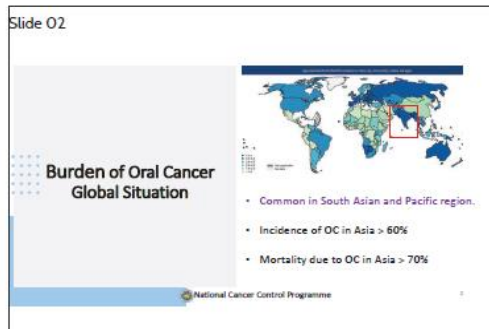 Slide 02
Burden of Oral Cancer
Global Situation
• Common in South Asian and Pacific region.
• Incidence of OC in Asia > 60%
• Mortality due to OC in Asia > 70%
National Cancer Control Programme